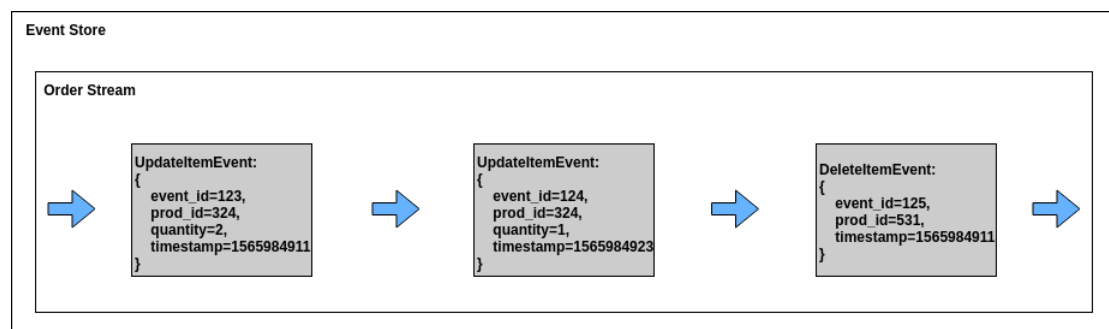 Event Store
Order Stream
UpdateItemEvent:
{
event_id=123,
prod_id=324,
quantity=2,
timestamp=1565984911
}
UpdateItemEvent:
{
event_id=124,
prod_id=324,
quantity=1,
timestamp=1565984923
}
DeleteItemEvent:
{
event_id=125,
prod_id=531,
timestamp=1565984911
}